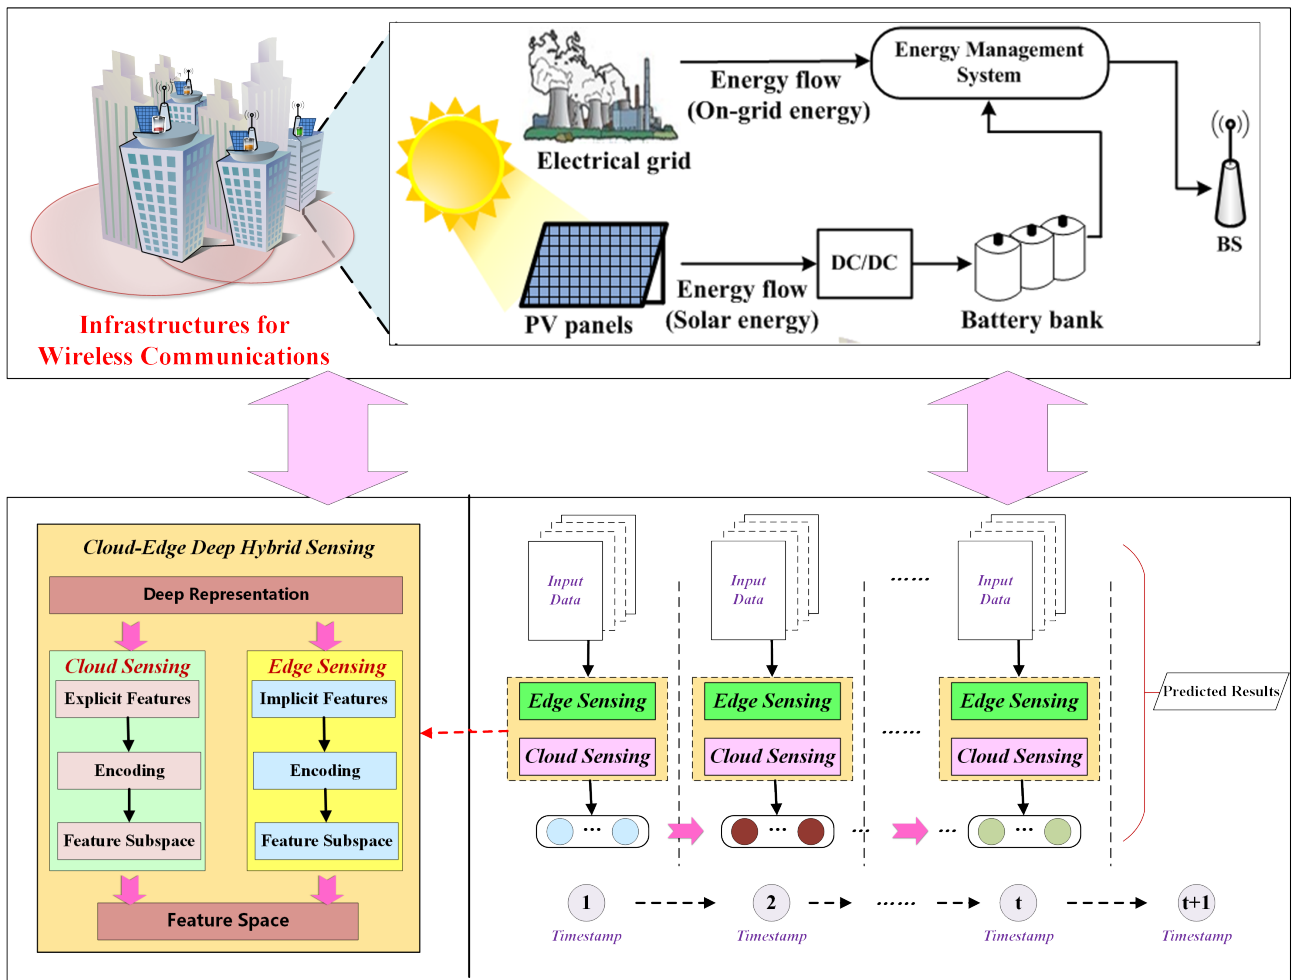 Energy Management
System
Energy flow
(On-grid energy)
Electrical grid
BS
DC/DC
Energy flow
(Solar energy)
PV panels
Battery bank
Infrastructures for
Wireless Communications
Cloud-Edge Deep Hybrid Sensing
Deep Representation
Cloud Sensing
Explicit Features
Encoding
Feature Subspace
Edge Sensing
Implicit Features
Encoding
Feature Subspace
Feature Space
Input
Data
Input
Data
......
Input
Data
Edge Sensing
Cloud Sensing
Edge Sensing
Cloud Sensing
......
Edge Sensing
Cloud Sensing
Predicted Results
...
...
...
...
...
1
2
......
t
t+1
Timestamp
Timestamp
Timestamp
Timestamp